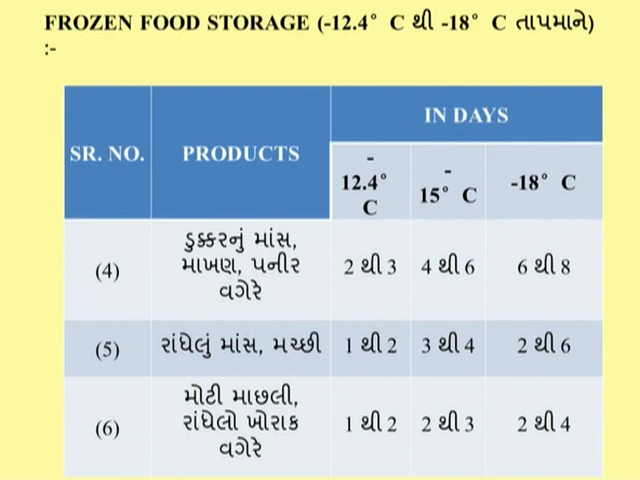 FROZEN FOOD STORAGE (-12.4° C થી -18° C તાપમાને)
:-
SR. NO. PRODUCTS IN DAYS
-12.4° C -15° C -18° C
(4) ડુક્કરનું માંસ, માખણ, પનીર વગેરે 2 થી 3 4 થી 6 6 થી 8
(5) રાંધેલું માંસ, મચ્છી 1 થી 2 3 થી 4 2 થી 6
(6) મોટી માછલી, રાંધેલો ખોરાક વગેરે 1 થી 2 2 થી 3 2 થી 4